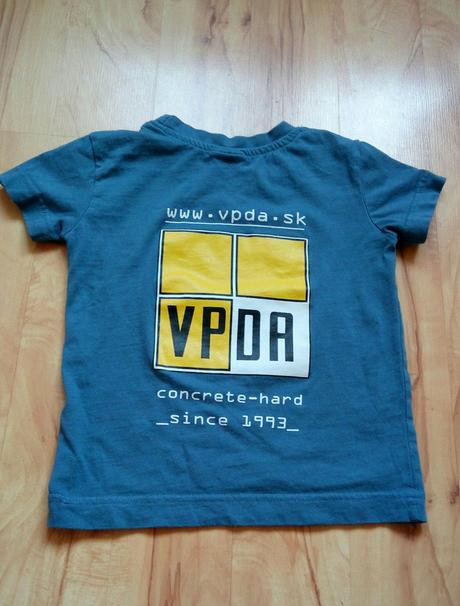 www.vpda.sk
VPDA
concrete-hard
_since 1993_